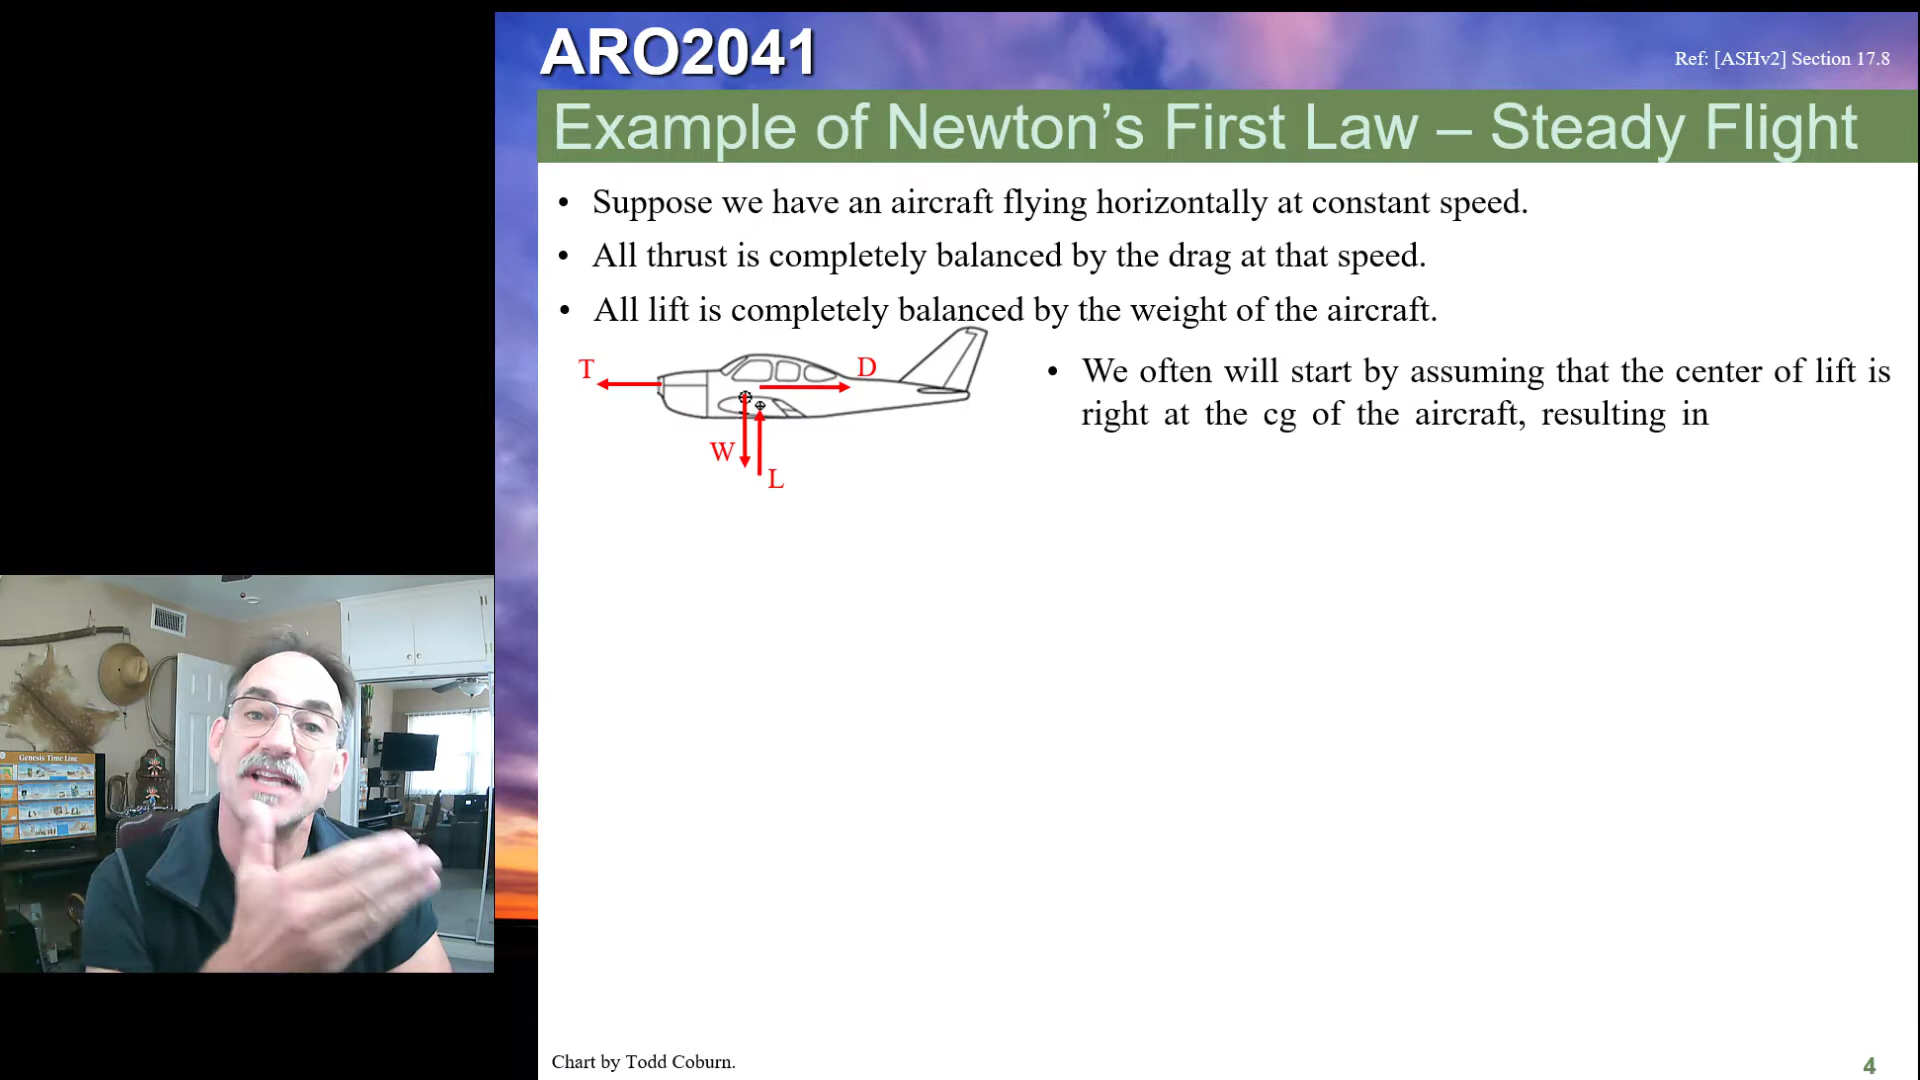 ARO2041
Ref: [ASHv2] Section 17.8
Example of Newton’s First Law – Steady Flight
• Suppose we have an aircraft flying horizontally at constant speed.
• All thrust is completely balanced by the drag at that speed.
• All lift is completely balanced by the weight of the aircraft.
T
D
W
L
• We often will start by assuming that the center of lift is
right at the cg of the aircraft, resulting in
Genesis Time Line
Chart by Todd Coburn.
4